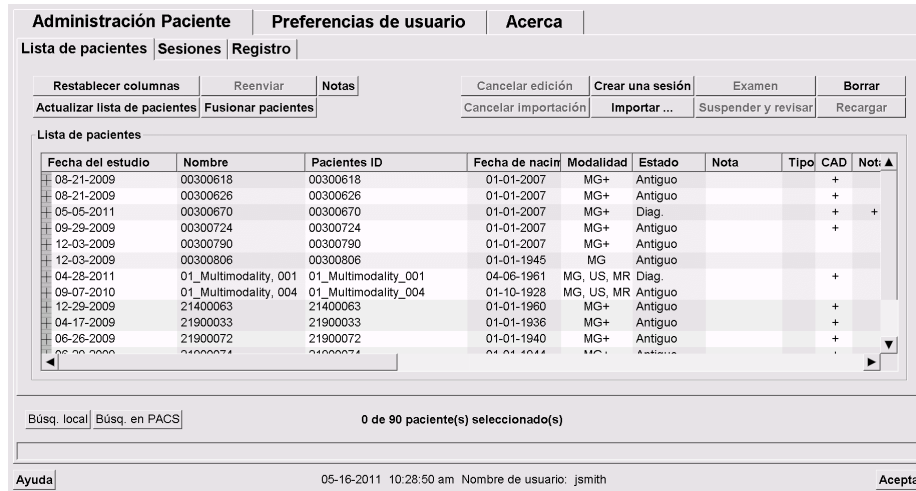 Administración Paciente Preferencias de usuario Acerca
Lista de pacientes Sesiones Registro
Restablecer columnas Reenviar Notas Cancelar edición Crear una sesión Examen Borrar
Actualizar lista de pacientes Fusionar pacientes Cancelar importación Importar ... Suspender y revisar Recargar
Lista de pacientes
Fecha del estudio Nombre Pacientes ID Fecha de nacim Modalidad Estado Nota Tipo CAD Nota
08-21-2009 00300618 00300618 01-01-2007 MG+ Antiguo +
08-21-2009 00300626 00300626 01-01-2007 MG+ Antiguo +
05-05-2011 00300670 00300670 01-01-2007 MG+ Diag. + +
09-29-2009 00300724 00300724 01-01-2007 MG+ Antiguo +
12-03-2009 00300790 00300790 01-01-2007 MG+ Antiguo
12-03-2009 00300806 00300806 01-01-1945 MG Antiguo
04-28-2011 01_Multimodality, 001 01_Multimodality_001 04-06-1961 MG, US, MR Diag. +
09-07-2010 01_Multimodality, 004 01_Multimodality_004 01-10-1928 MG, US, MR Antiguo
12-29-2009 21400063 21400063 01-01-1960 MG+ Antiguo +
04-17-2009 21900033 21900033 01-01-1936 MG+ Antiguo +
06-26-2009 21900072 21900072 01-01-1940 MG+ Antiguo +
Búsq. local Búsq. en PACS 0 de 90 paciente(s) seleccionado(s)
Ayuda 05-16-2011 10:28:50 am Nombre de usuario: jsmith Acepta